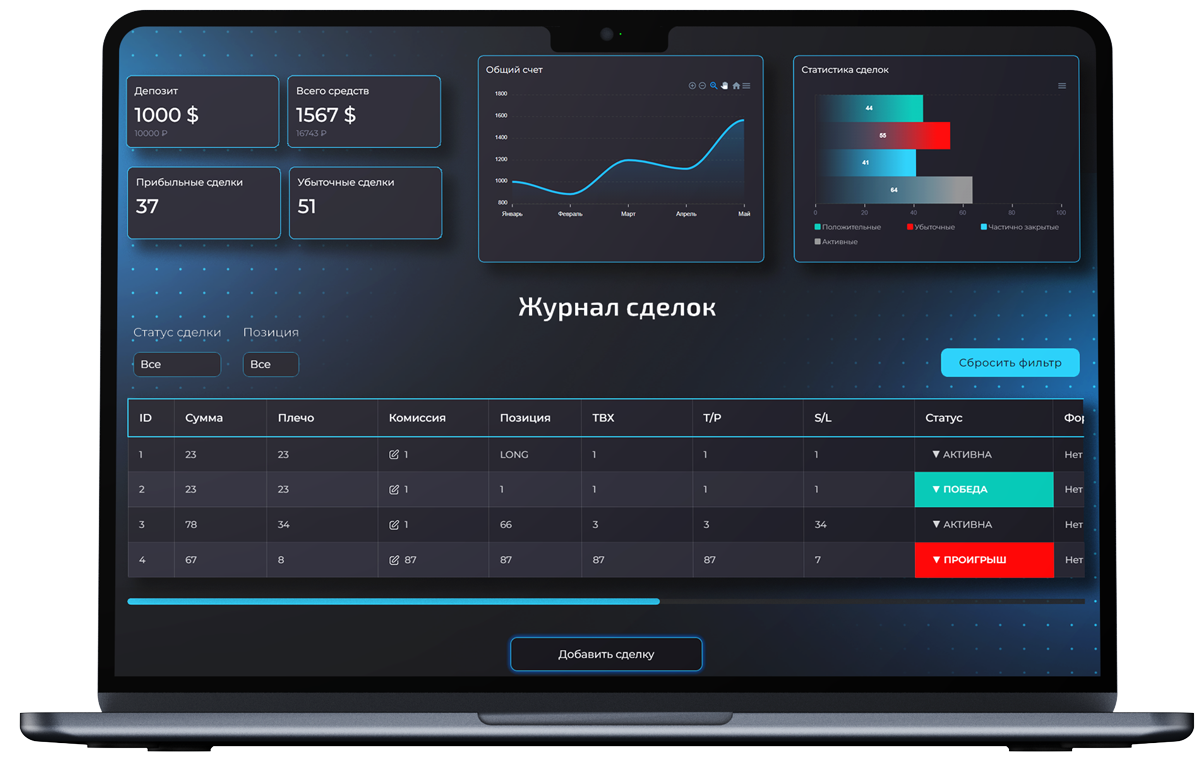 Депозит
1000 $
10000 ₽
Всего средств
1567 $
16743 ₽
Прибыльные сделки
37
Убыточные сделки
51
Общий счет
1800
1600
1400
1200
1000
800
Январь Февраль Март Апрель Май
Статистика сделок
44
55
41
64
0 20 40 60 80 100
Положительные Убыточные Частично закрытые
Активные
Журнал сделок
Статус сделки Позиция
Все Все
Сбросить фильтр
ID Сумма Плечо Комиссия Позиция ТВХ T/P S/L Статус Фор
1 23 23 1 LONG 1 1 1 ▼ АКТИВНА Нет
2 23 23 1 1 1 1 1 ▼ ПОБЕДА Нет
3 78 34 1 66 3 3 34 ▼ АКТИВНА Нет
4 67 8 87 87 87 87 7 ▼ ПРОИГРЫШ Нет
Добавить сделку